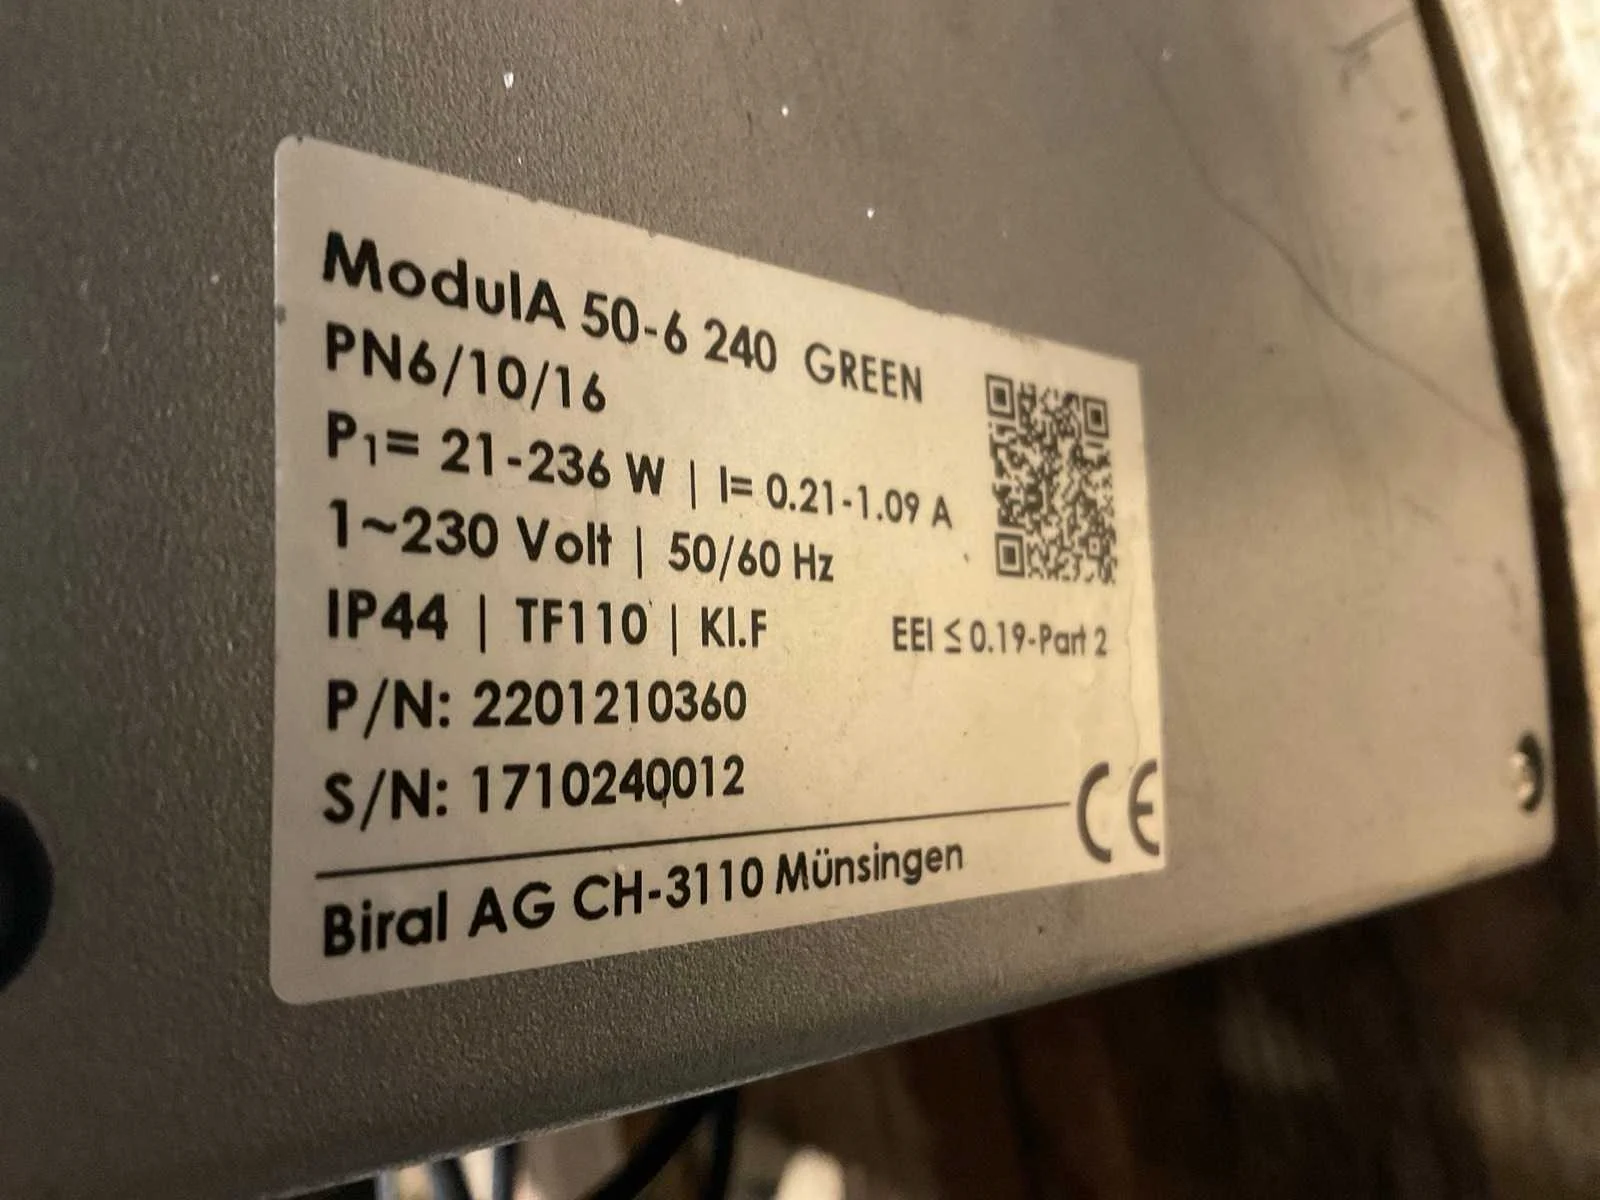 ModulA 50-6 240 GREEN
PN6/10/16
P₁= 21-236 W | I= 0.21-1.09 A
1~230 Volt | 50/60 Hz
IP44 | TF110 | Kl.F
EEI ≤ 0.19-Part 2
P/N: 2201210360
S/N: 1710240012
CE
Biral AG CH-3110 Münsingen